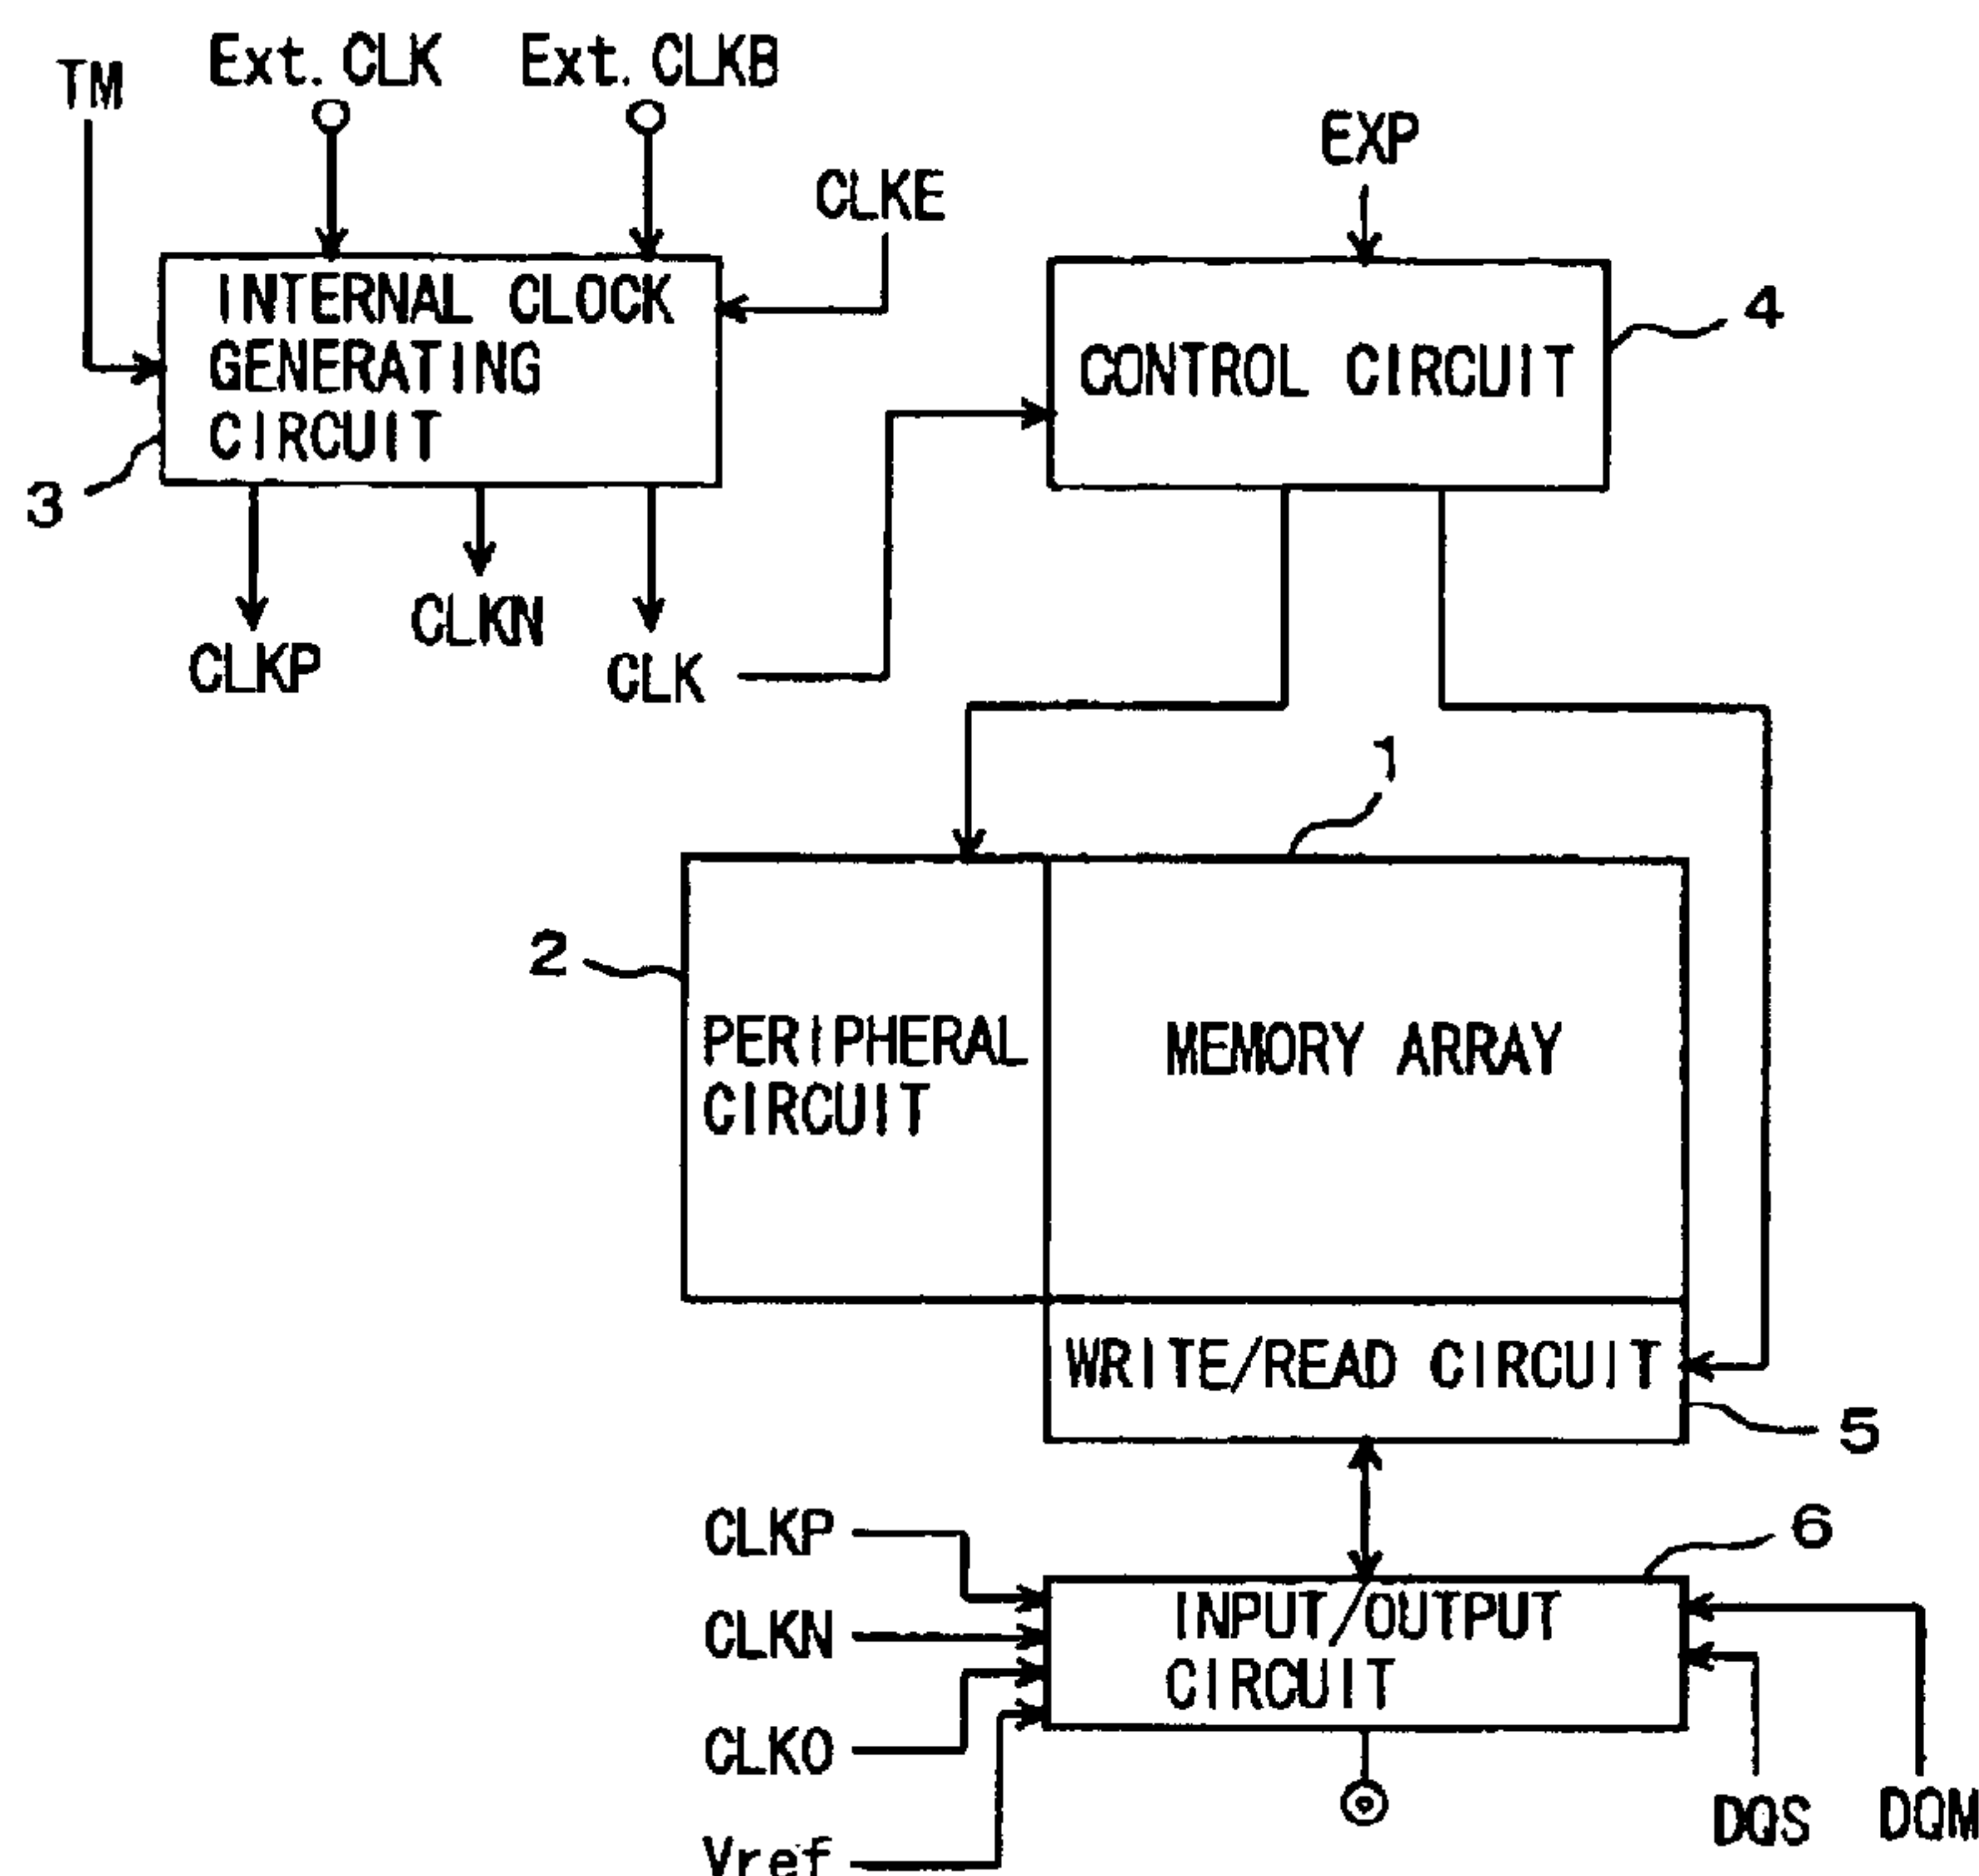 TM
Ext. CLK
Ext. CLKB
CLKE
EXP
INTERNAL CLOCK
GENERATING
CIRCUIT
CONTROL CIRCUIT
4
3
CLKP
CLKN
CLK
1
2
PERIPHERAL
CIRCUIT
MEMORY ARRAY
WRITE/READ CIRCUIT
5
CLKP
6
CLKN
INPUT/OUTPUT
CIRCUIT
CLKO
DQS
DQM
Vref